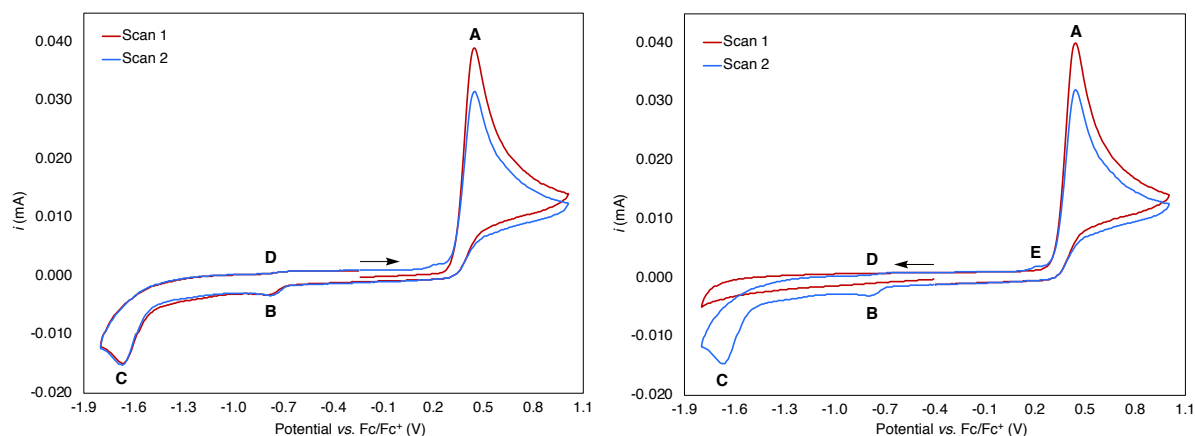 A
Scan 1
Scan 2
0.040
0.030
0.020
0.010
0.000
-0.010
-0.020
i (mA)
D
B
C
-1.9 -1.6 -1.3 -1.0 -0.7 -0.4 -0.1 0.2 0.5 0.8 1.1
Potential vs. Fc/Fc⁺ (V)
A
Scan 1
Scan 2
0.040
0.030
0.020
0.010
0.000
-0.010
-0.020
i (mA)
D
E
B
C
-1.9 -1.6 -1.3 -1.0 -0.7 -0.4 -0.1 0.2 0.5 0.8 1.1
Potential vs. Fc/Fc⁺ (V)